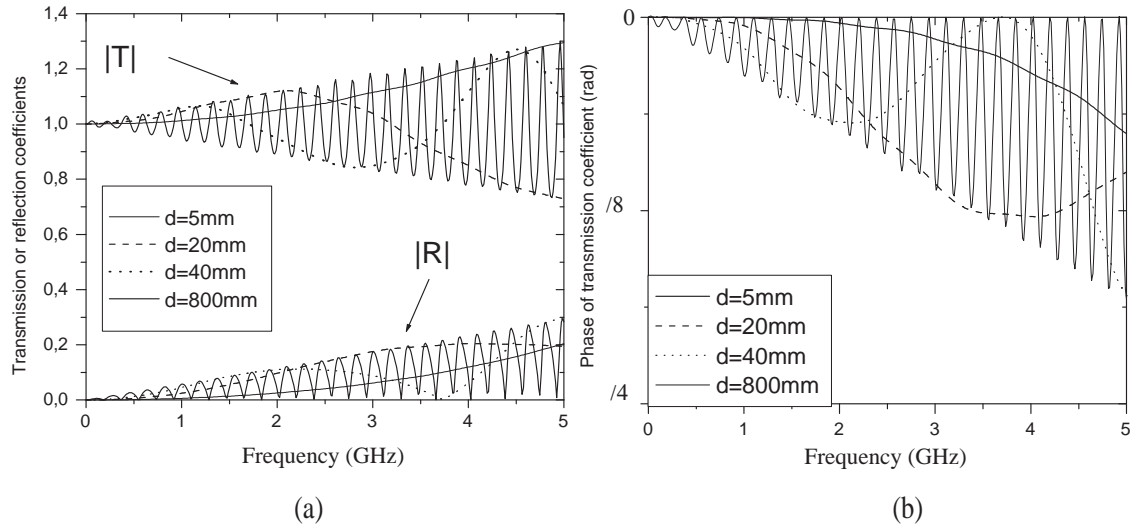 1,4
1,2
1,0
0,8
0,6
0,4
0,2
0,0
Transmission or reflection coefficients
|T|
|R|
d=5mm
d=20mm
d=40mm
d=800mm
0 1 2 3 4 5
Frequency (GHz)
(a)
0
/8
/4
Phase of transmission coefficient (rad)
d=5mm
d=20mm
d=40mm
d=800mm
0 1 2 3 4 5
Frequency (GHz)
(b)